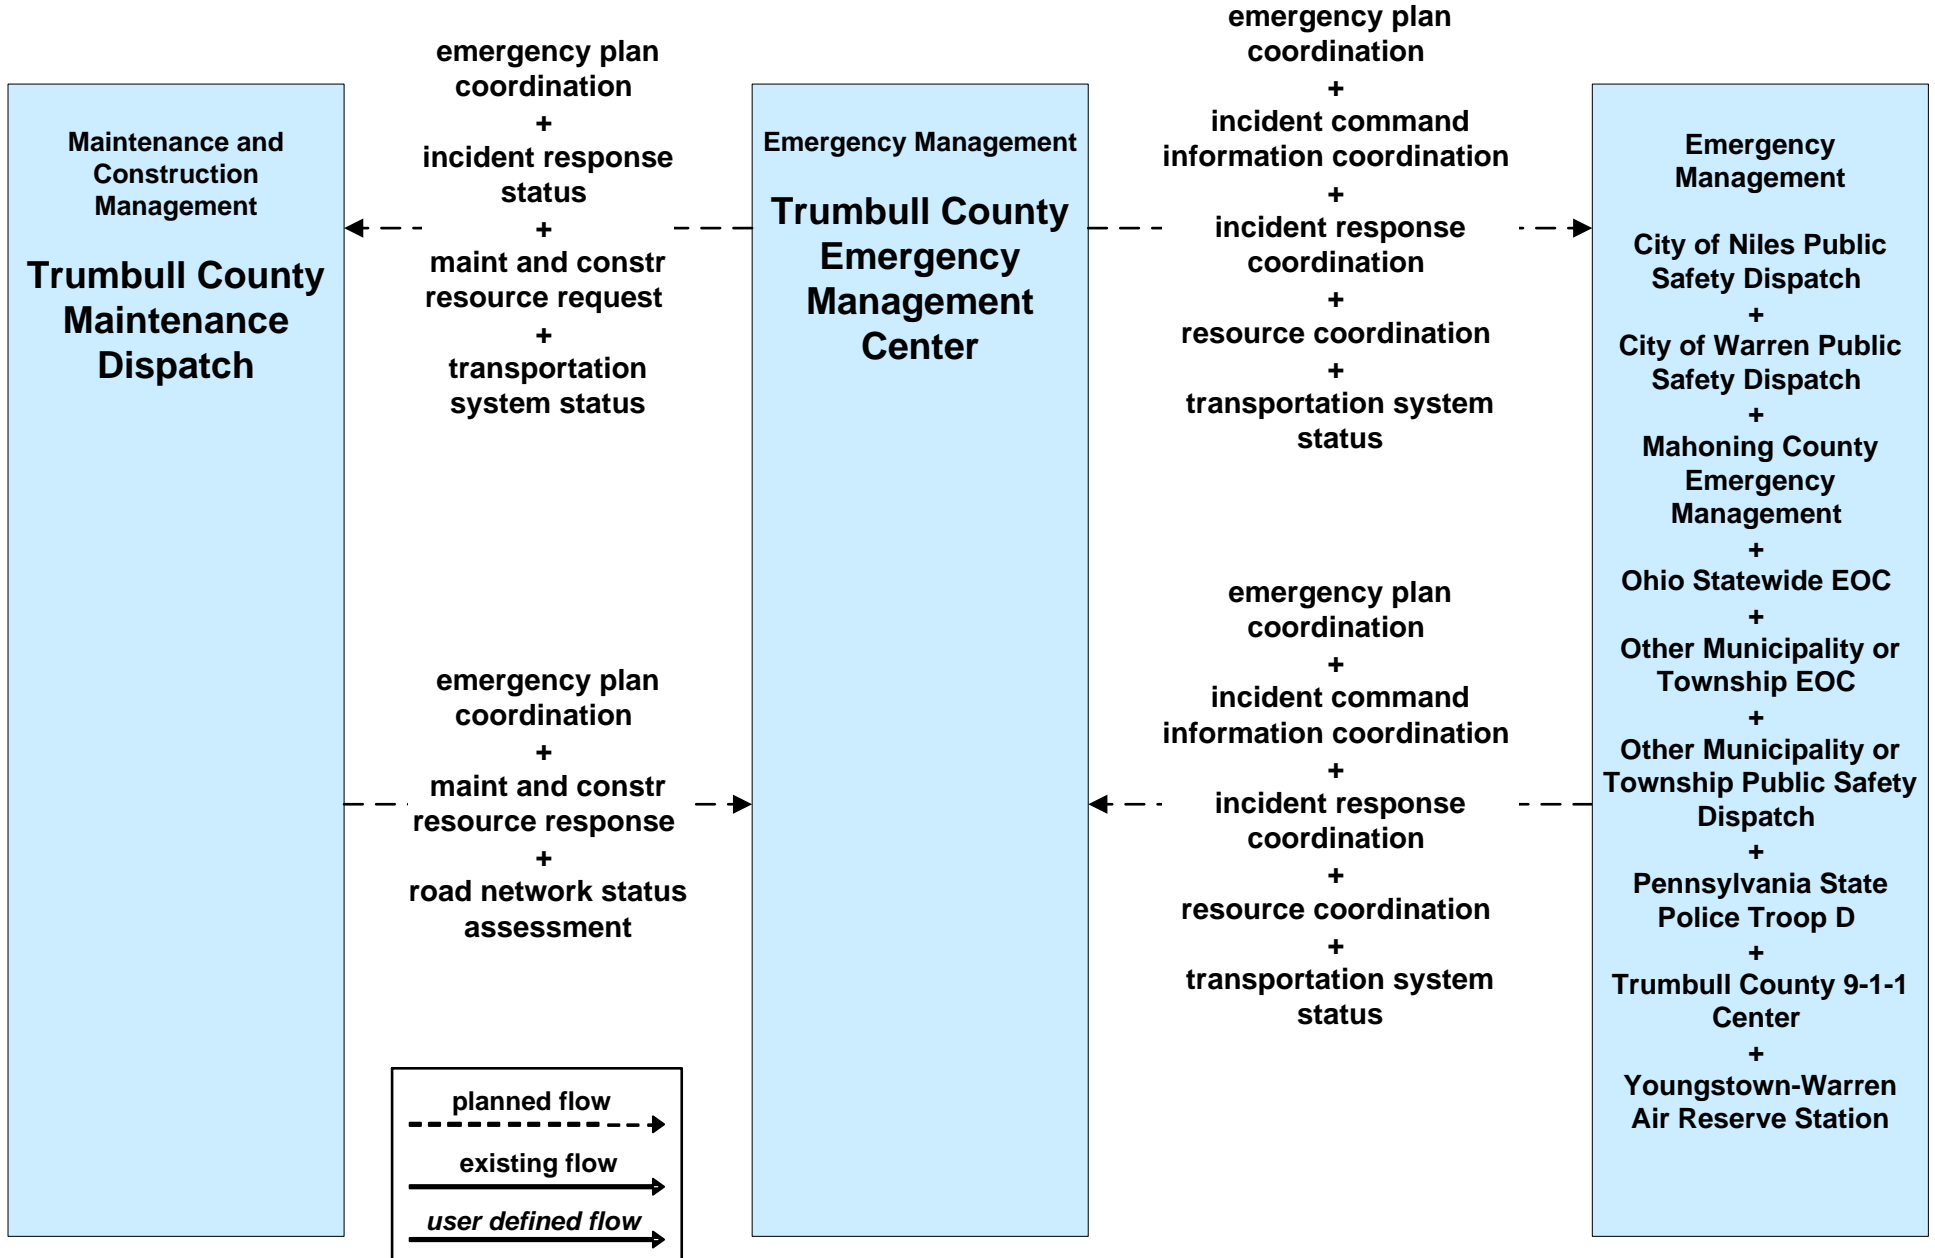 Maintenance and
Construction
Management
Trumbull County
Maintenance
Dispatch
emergency plan
coordination
+
incident response
status
+
maint and constr
resource request
+
transportation
system status
emergency plan
coordination
+
maint and constr
resource response
+
road network status
assessment
planned flow
existing flow
user defined flow
Emergency Management
Trumbull County
Emergency
Management
Center
emergency plan
coordination
+
incident command
information coordination
+
incident response
coordination
+
resource coordination
+
transportation system
status
emergency plan
coordination
+
incident command
information coordination
+
incident response
coordination
+
resource coordination
+
transportation system
status
Emergency
Management
City of Niles Public
Safety Dispatch
+
City of Warren Public
Safety Dispatch
+
Mahoning County
Emergency
Management
+
Ohio Statewide EOC
+
Other Municipality or
Township EOC
+
Other Municipality or
Township Public Safety
Dispatch
+
Pennsylvania State
Police Troop D
+
Trumbull County 9-1-1
Center
+
Youngstown-Warren
Air Reserve Station